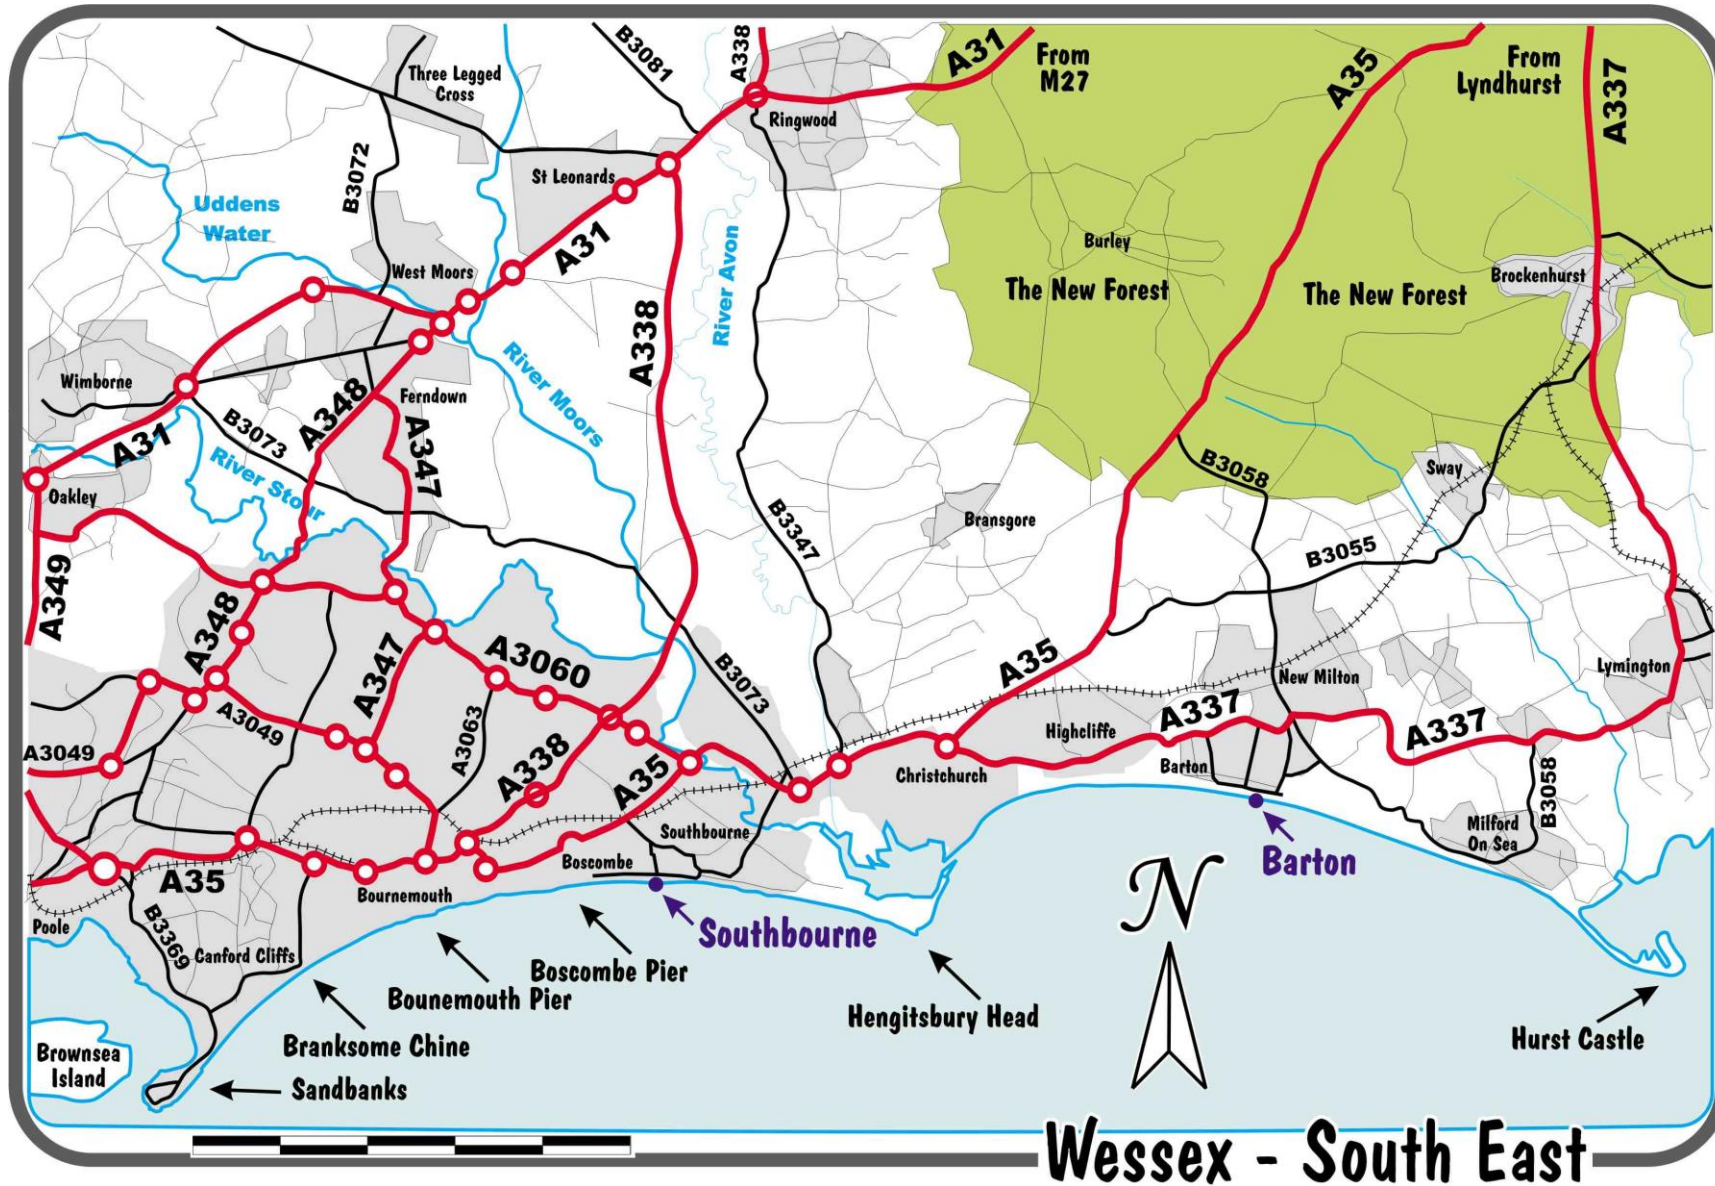 A338
B3081
A31
From
M27
A35
From
Lyndhurst
A337
Three Legged
Cross
Ringwood
B3072
St Leonards
Uddens
Water
A31
River Avon
Burley
West Moors
The New Forest
The New Forest
Brockenhurst
A338
River Moors
Wimborne
A348
Ferndown
A31
B3073
A347
River Stour
B3058
Sway
Oakley
B3347
Bransgore
B3055
A349
A348
A347
A3060
B3073
A35
Lymington
New Milton
A3049
A3049
A3063
A338
A35
Highcliffe
A337
A337
Christchurch
Barton
B3058
Southbourne
Milford
On Sea
Boscombe
Barton
A35
Bournemouth
Poole
B3369
Canford Cliffs
Southbourne
Boscombe Pier
Bounemouth Pier
Hengitsbury Head
Branksome Chine
Hurst Castle
Brownsea
Island
Sandbanks
N
Wessex - South East